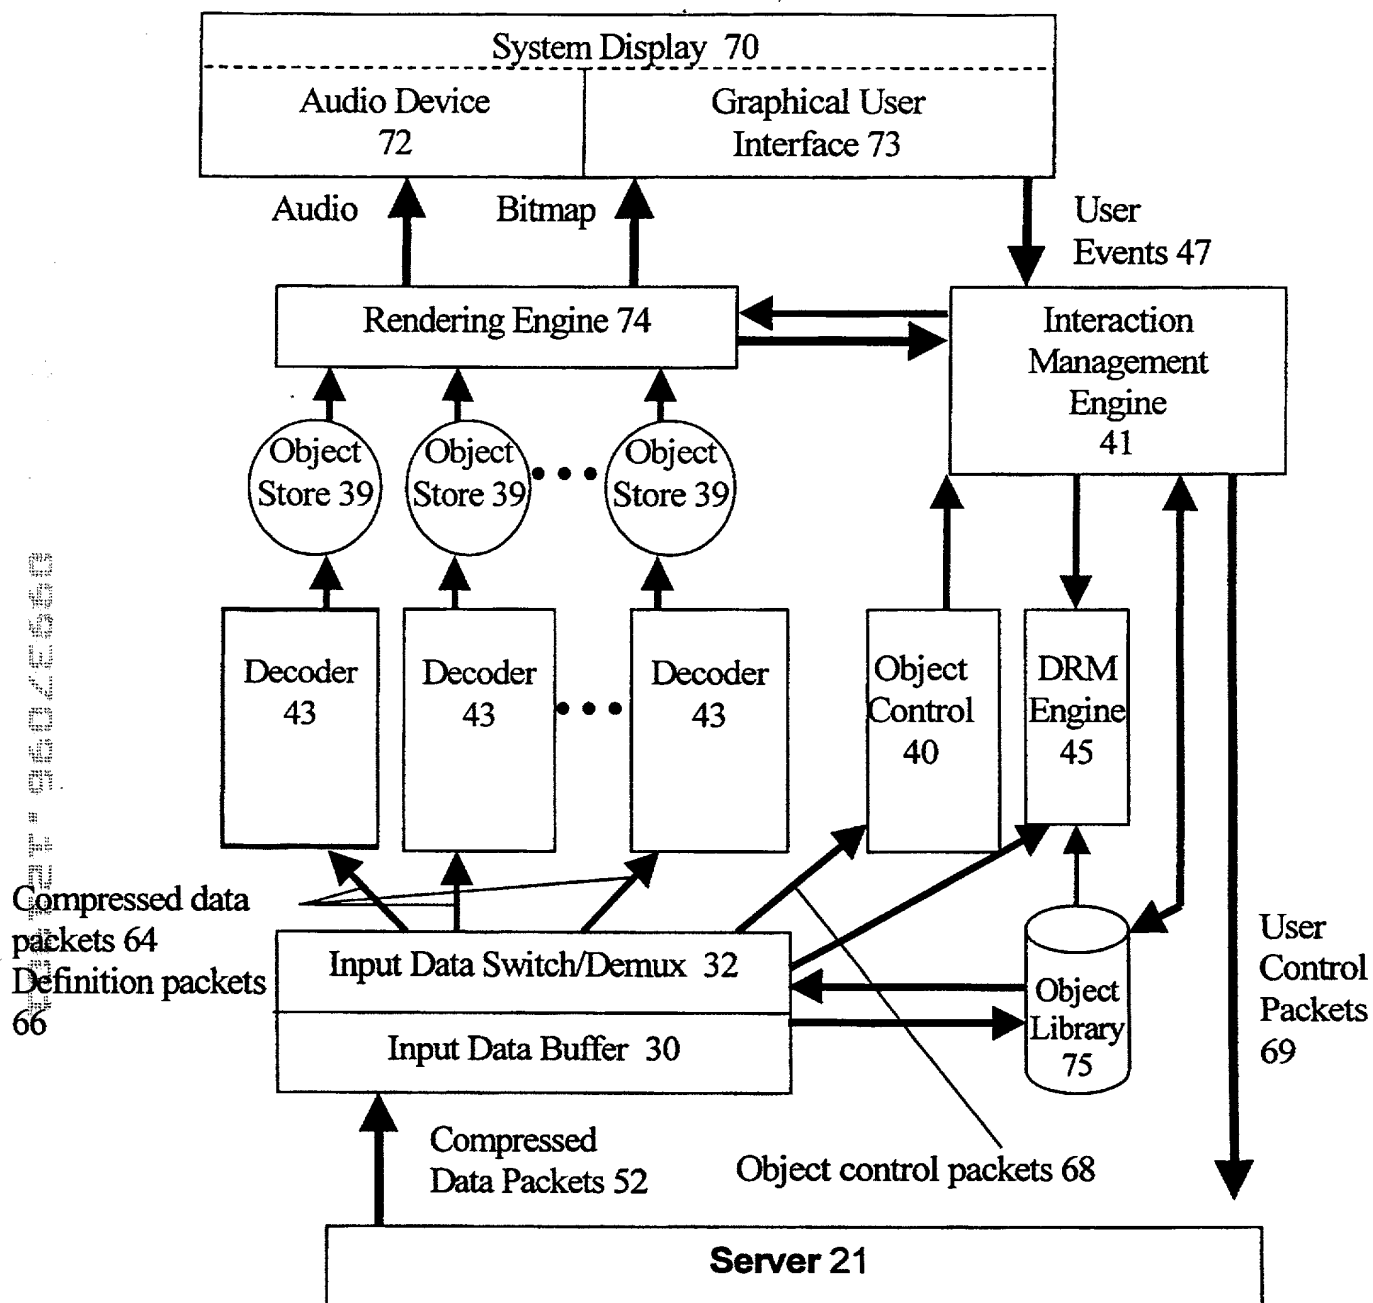 System Display 70
Audio Device
72
Graphical User
Interface 73
Audio
Bitmap
User
Events 47
Rendering Engine 74
Interaction
Management
Engine
41
Object
Store 39
Object
Store 39
Object
Store 39
Decoder
43
Decoder
43
Decoder
43
Object
Control
40
DRM
Engine
45
Compressed data
packets 64
Definition packets
66
Input Data Switch/Demux 32
Input Data Buffer 30
Object
Library
75
User
Control
Packets
69
Compressed
Data Packets 52
Object control packets 68
Server 21